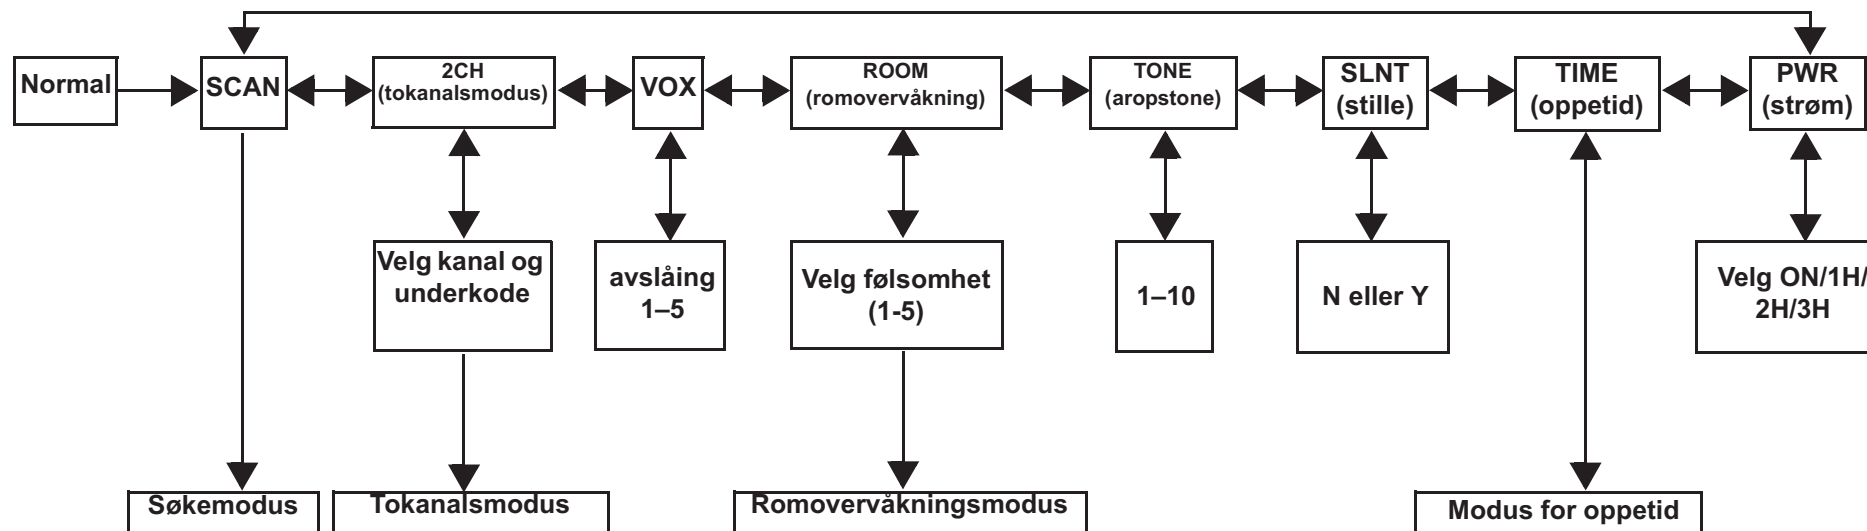 Normal
SCAN
2CH
(tokanalsmodus)
VOX
ROOM
(romovervåkning)
TONE
(aropstone)
SLNT
(stille)
TIME
(oppetid)
PWR
(strøm)
Velg kanal og
underkode
avslåing
1–5
Velg følsomhet
(1-5)
1–10
N eller Y
Velg ON/1H/
2H/3H
Søkemodus
Tokanalsmodus
Romovervåkningsmodus
Modus for oppetid